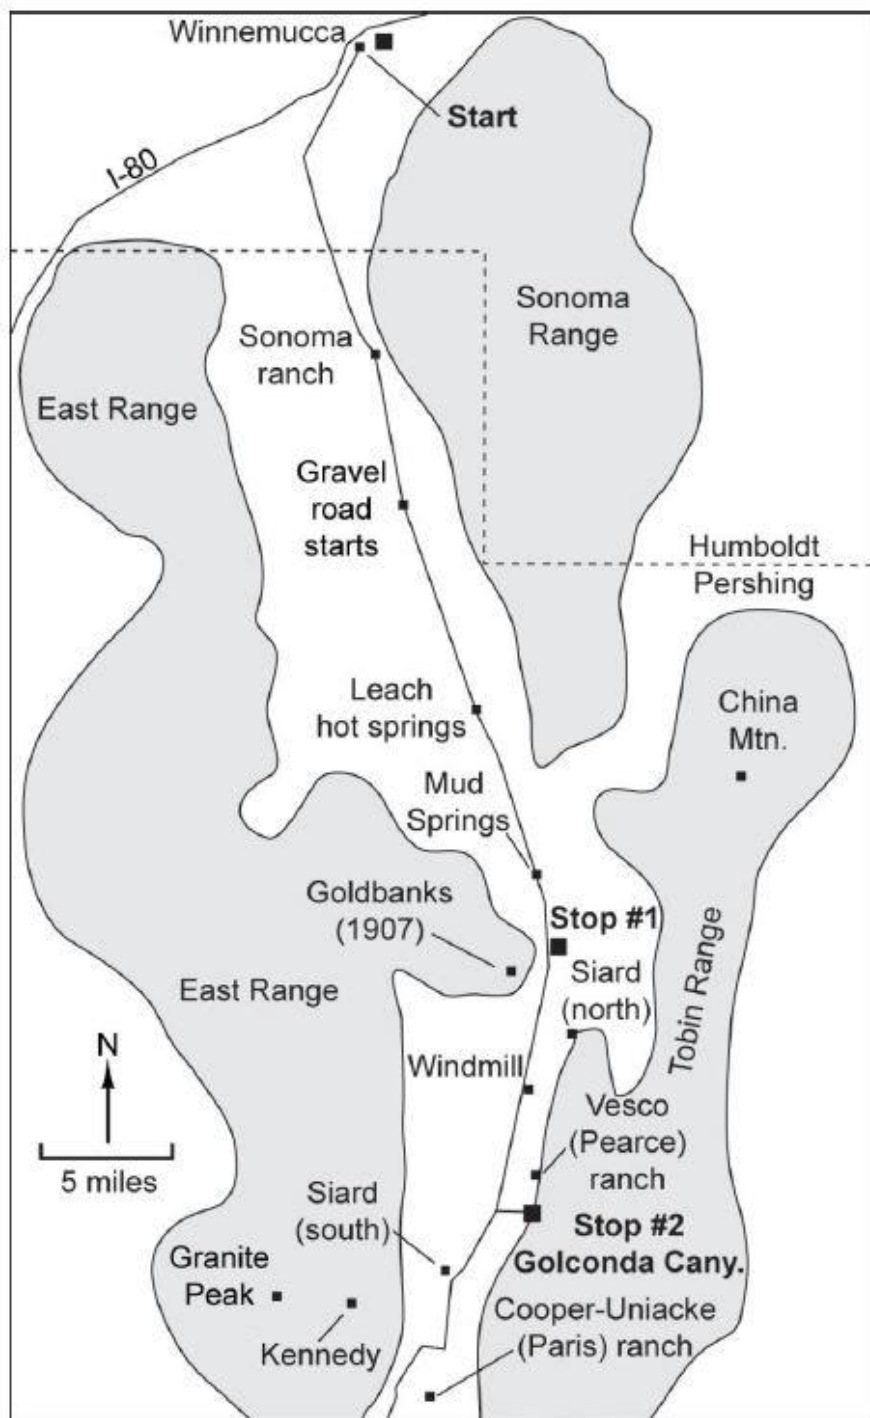 Winnemucca
Start
I-80
Sonoma
Range
Sonoma
ranch
East Range
Gravel
road
starts
Humboldt
Pershing
Leach
hot springs
China
Mtn.
Mud
Springs
Goldbanks
(1907)
Stop #1
Siard
(north)
Tobin Range
East Range
N
Windmill
Vesco
(Pearce)
ranch
5 miles
Siard
(south)
Stop #2
Golconda Cany.
Granite
Peak
Cooper-Uniacke
(Paris) ranch
Kennedy